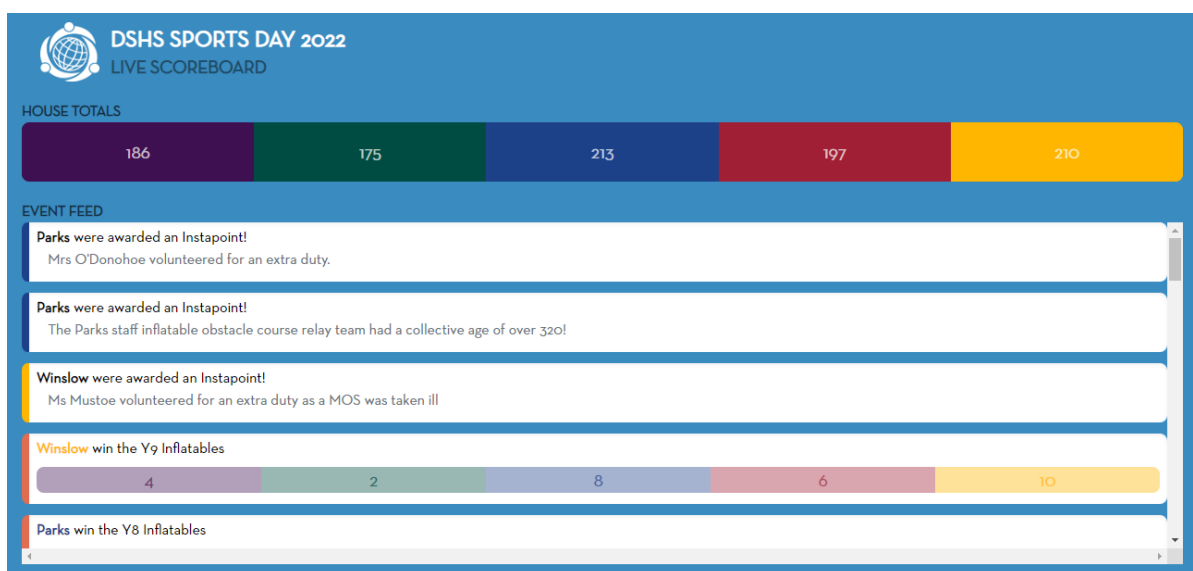 DSHS SPORTS DAY 2022
LIVE SCOREBOARD
HOUSE TOTALS
186 175 213 197 210
EVENT FEED
Parks were awarded an Instapoint!
Mrs O'Donohoe volunteered for an extra duty.
Parks were awarded an Instapoint!
The Parks staff inflatable obstacle course relay team had a collective age of over 320!
Winslow were awarded an Instapoint!
Ms Mustoe volunteered for an extra duty as a MOS was taken ill
Winslow win the Y9 Inflatables
4 2 8 6 10
Parks win the Y8 Inflatables